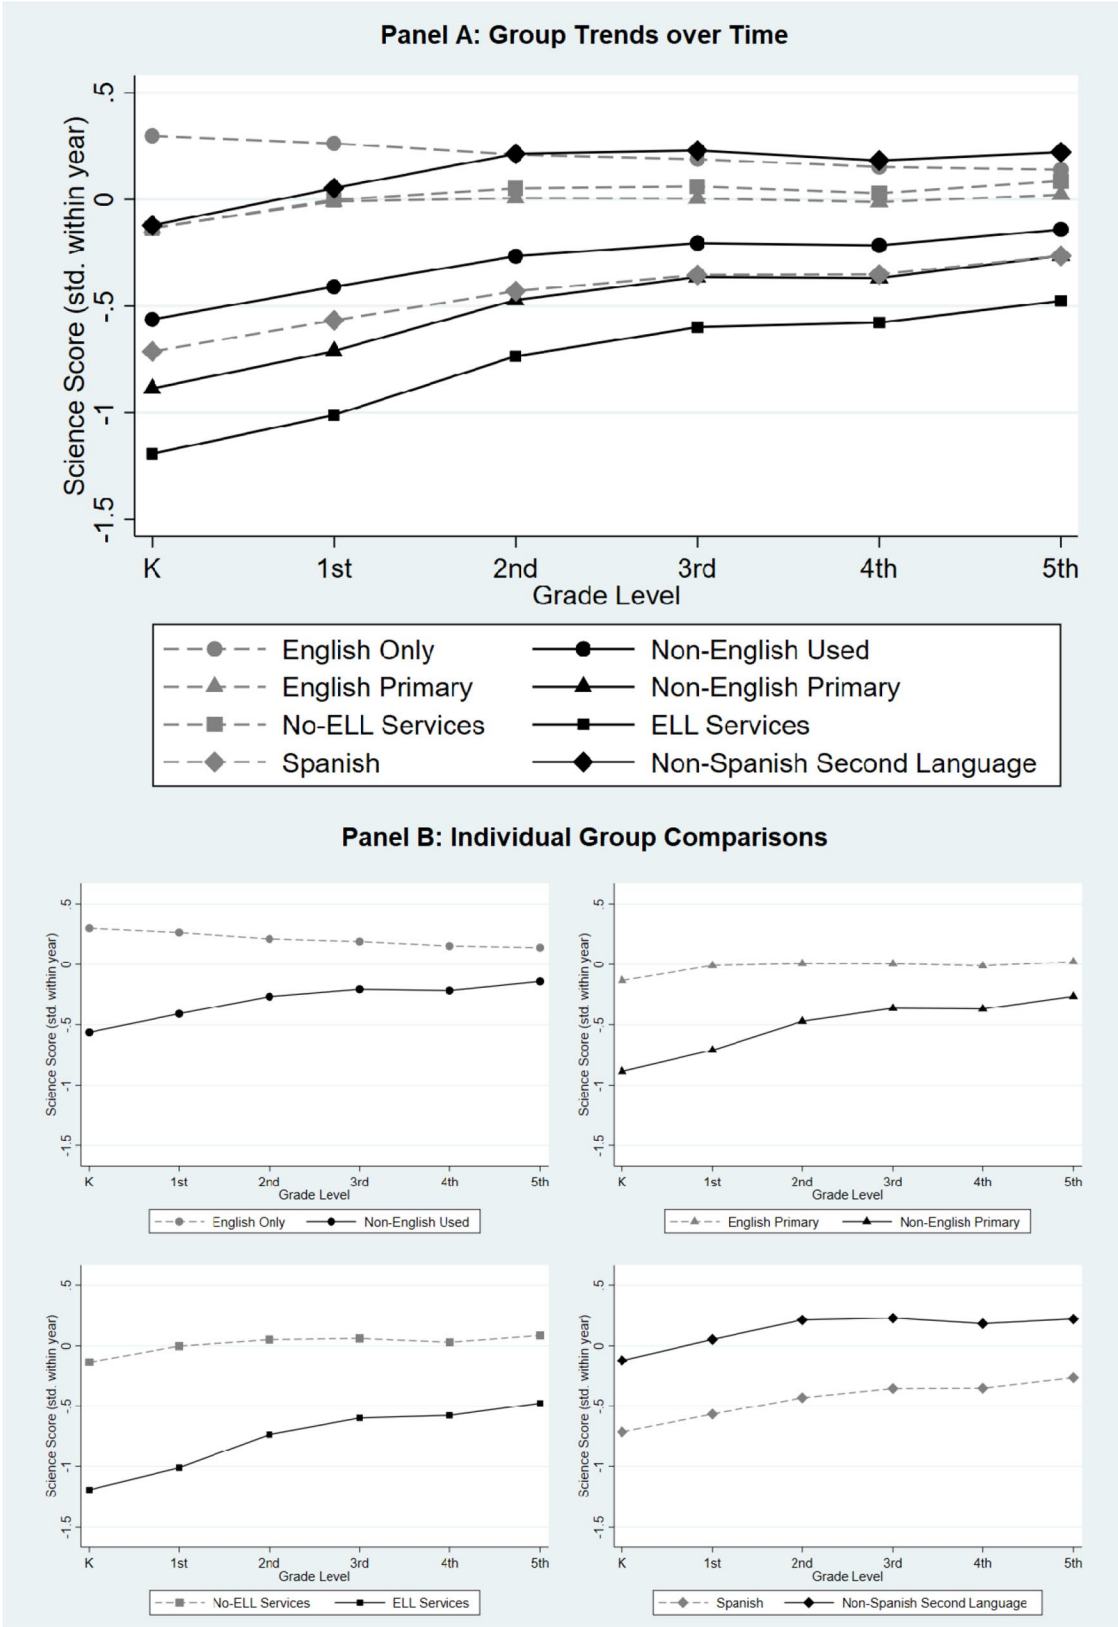 Panel A: Group Trends over Time
Science Score (std. within year)
.5
0
-.5
-1
-1.5
K 1st 2nd 3rd 4th 5th
Grade Level
English Only Non-English Used
English Primary Non-English Primary
No-ELL Services ELL Services
Spanish Non-Spanish Second Language
Panel B: Individual Group Comparisons
Science Score (std. within year)
.5
0
-.5
-1
-1.5
K 1st 2nd 3rd 4th 5th
Grade Level
English Only Non-English Used
Science Score (std. within year)
.5
0
-.5
-1
-1.5
K 1st 2nd 3rd 4th 5th
Grade Level
English Primary Non-English Primary
Science Score (std. within year)
.5
0
-.5
-1
-1.5
K 1st 2nd 3rd 4th 5th
Grade Level
No-ELL Services ELL Services
Science Score (std. within year)
.5
0
-.5
-1
-1.5
K 1st 2nd 3rd 4th 5th
Grade Level
Spanish Non-Spanish Second Language